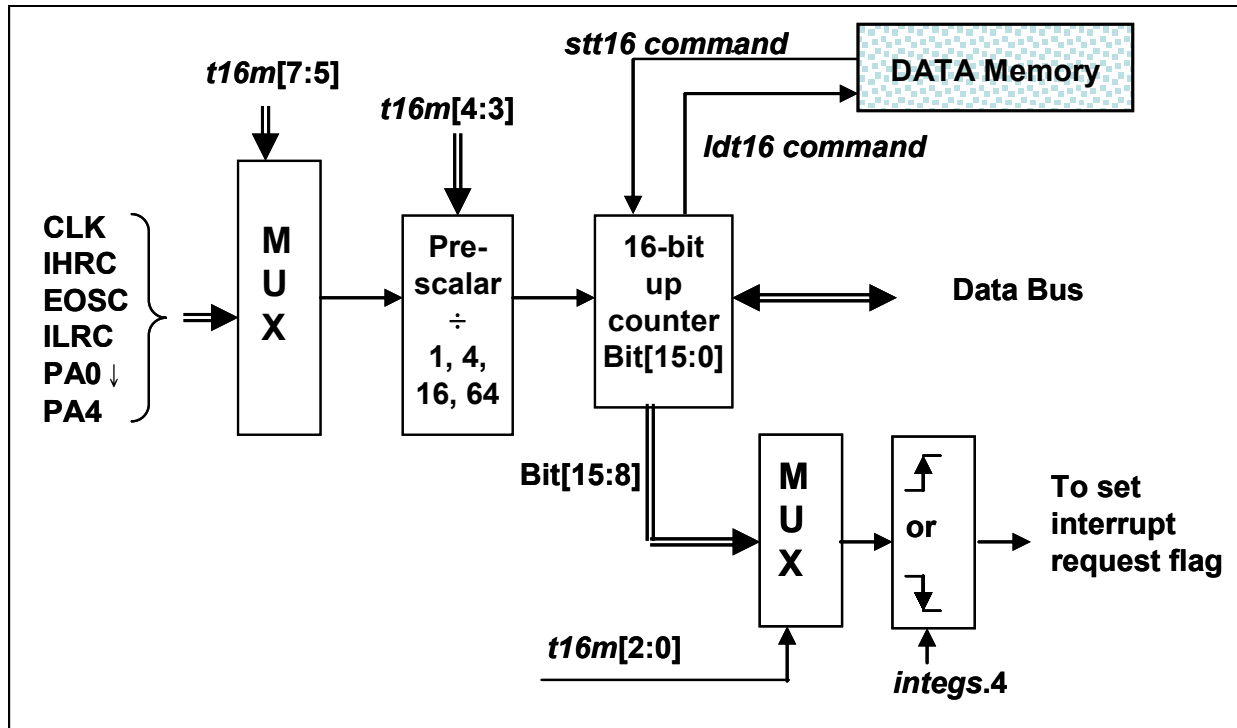 stt16 command
DATA Memory
t16m[7:5]
t16m[4:3]
ldt16 command
CLK
IHRC
EOSC
ILRC
PA0 ↓
PA4
M
U
X
Pre-
scalar
÷
1, 4,
16, 64
16-bit
up
counter
Bit[15:0]
Data Bus
Bit[15:8]
M
U
X
or
To set
interrupt
request flag
t16m[2:0]
integs.4